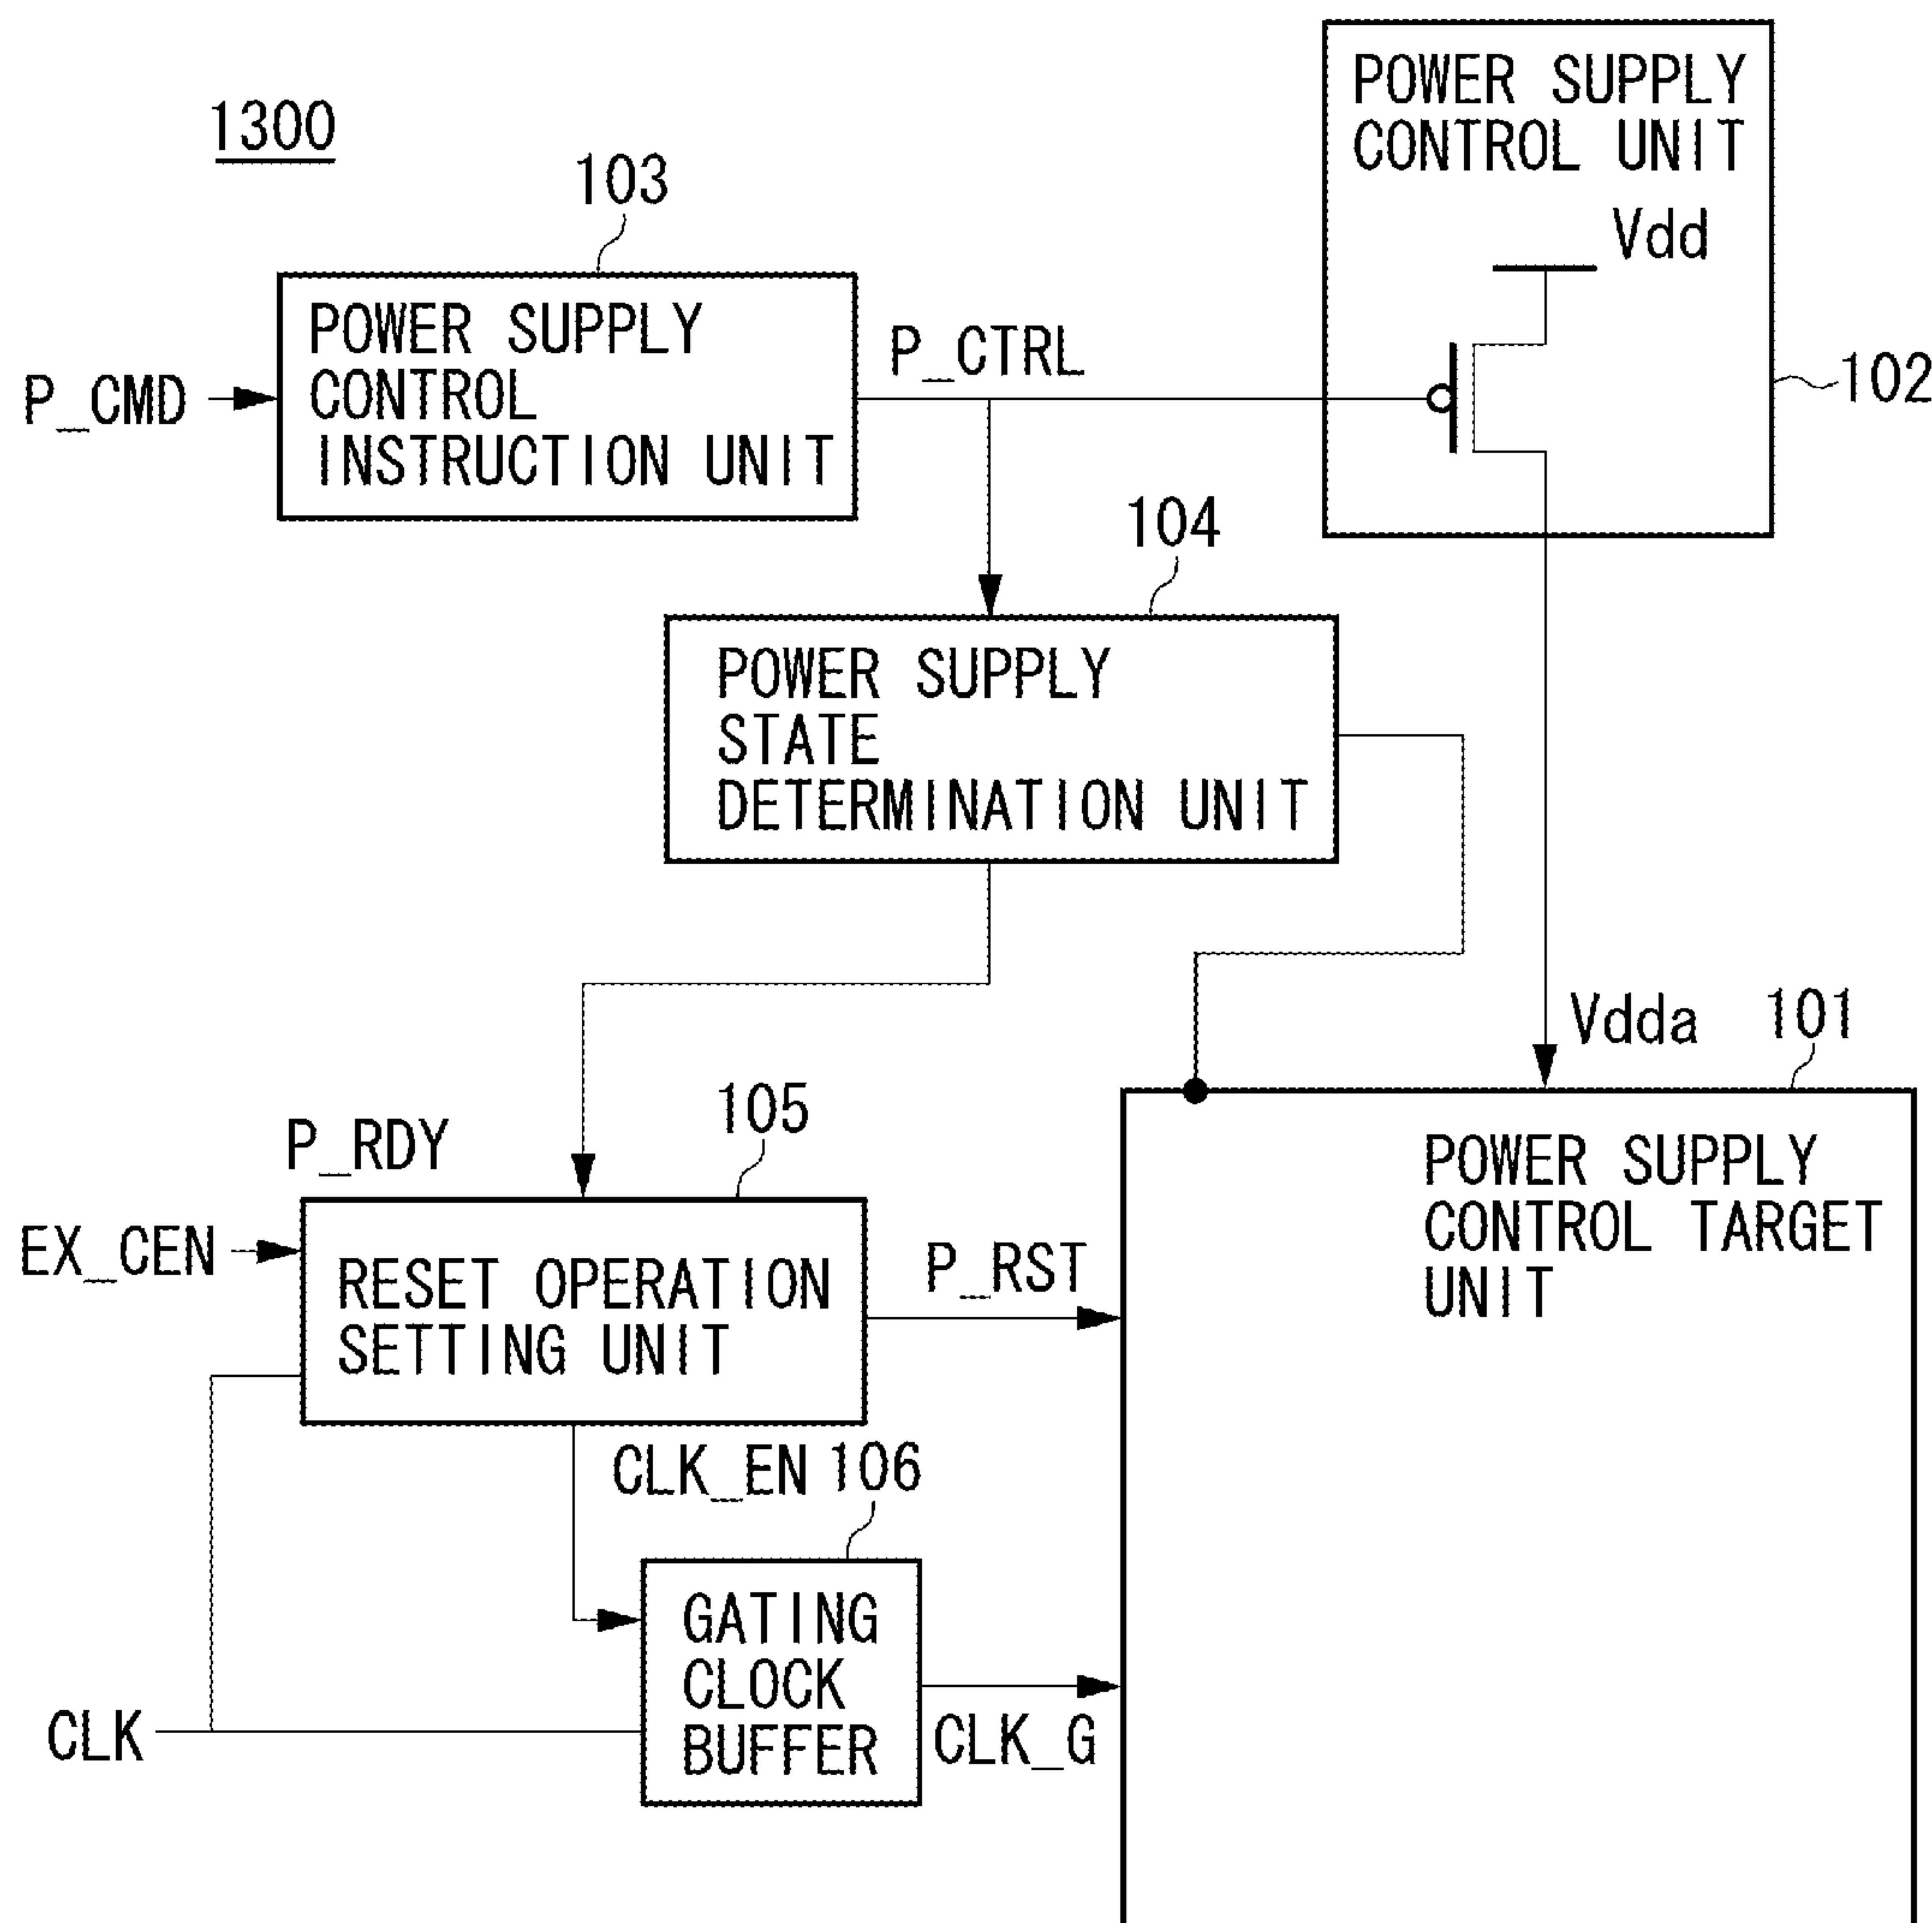 1300
POWER SUPPLY
CONTROL UNIT
Vdd
102
103
POWER SUPPLY
CONTROL
INSTRUCTION UNIT
P_CMD
P_CTRL
104
POWER SUPPLY
STATE
DETERMINATION UNIT
Vdda
101
POWER SUPPLY
CONTROL TARGET
UNIT
P_RDY
105
EX_CEN
RESET OPERATION
SETTING UNIT
P_RST
CLK_EN
106
GATING
CLOCK
BUFFER
CLK
CLK_G